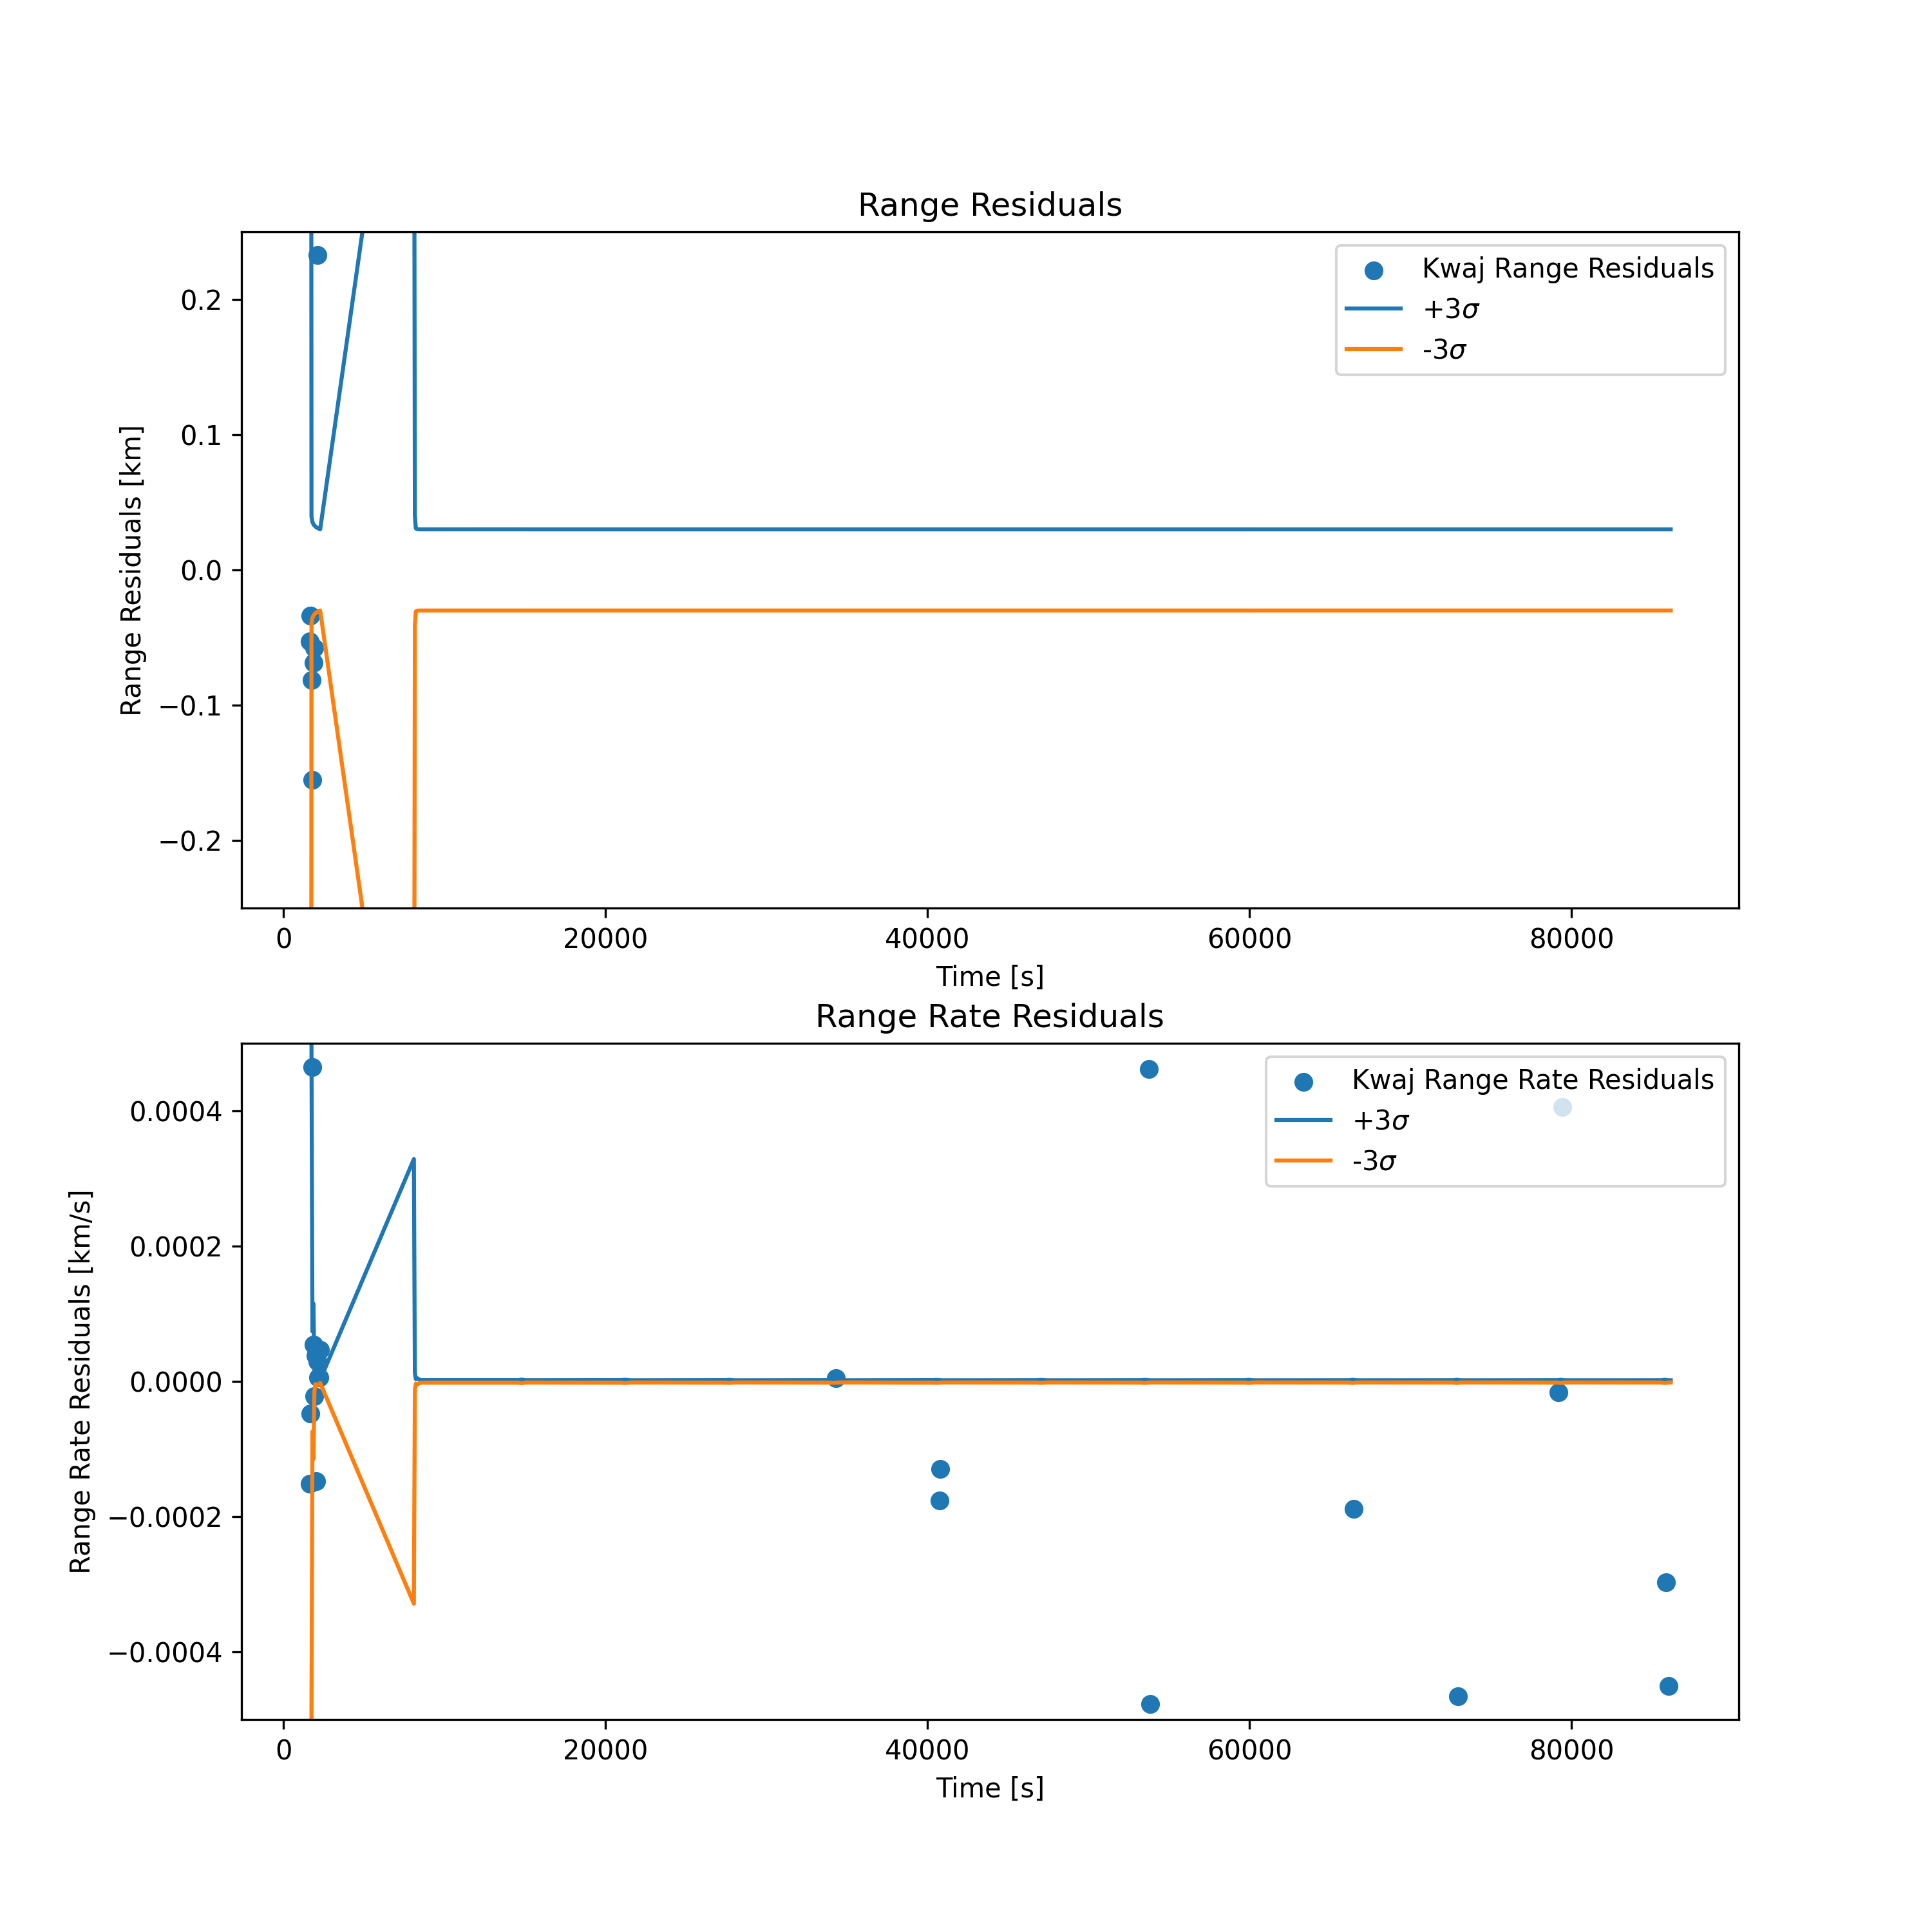 Range Residuals
Kwaj Range Residuals
+3σ
-3σ
Range Residuals [km]
0.2
0.1
0.0
−0.1
−0.2
0 20000 40000 60000 80000
Time [s]
Range Rate Residuals
Kwaj Range Rate Residuals
+3σ
-3σ
Range Rate Residuals [km/s]
0.0004
0.0002
0.0000
−0.0002
−0.0004
0 20000 40000 60000 80000
Time [s]